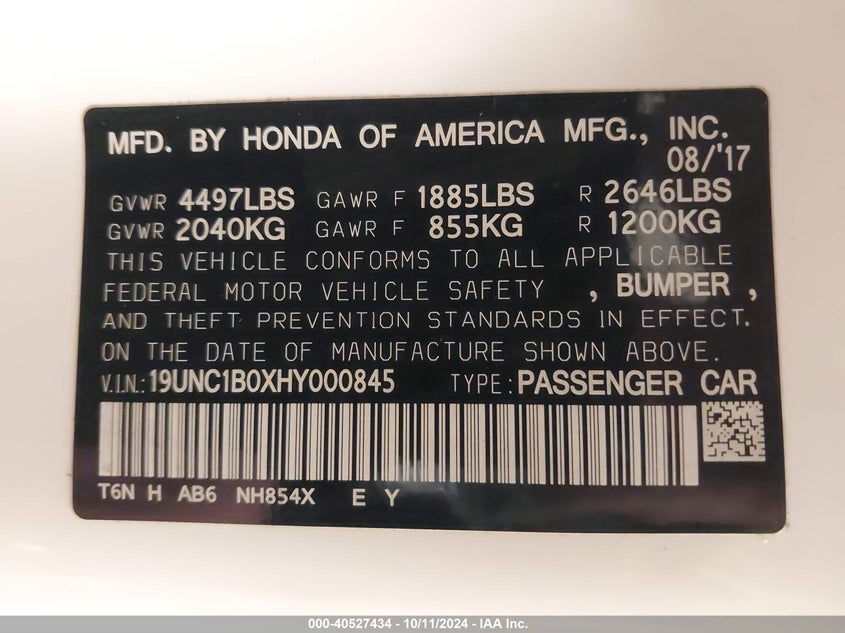 MFD. BY HONDA OF AMERICA MFG., INC.
08/'17
GVWR 4497LBS GAWR F 1885LBS R 2646LBS
GVWR 2040KG GAWR F 855KG R 1200KG
THIS VEHICLE CONFORMS TO ALL APPLICABLE
FEDERAL MOTOR VEHICLE SAFETY , BUMPER ,
AND THEFT PREVENTION STANDARDS IN EFFECT.
ON THE DATE OF MANUFACTURE SHOWN ABOVE.
V.I.N.: 19UNC1B0XHY000845 TYPE: PASSENGER CAR
T6N H AB6 NH854X E Y
000-40527434 - 10/11/2024 - IAA Inc.